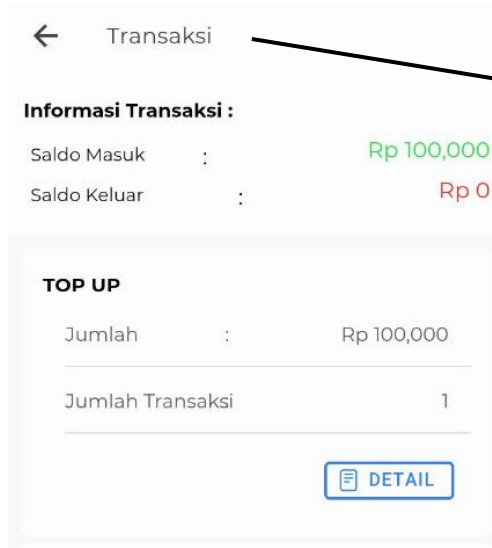 Transaksi
Informasi Transaksi :
Saldo Masuk : Rp 100,000
Saldo Keluar : Rp 0
TOP UP
Jumlah : Rp 100,000
Jumlah Transaksi 1
DETAIL